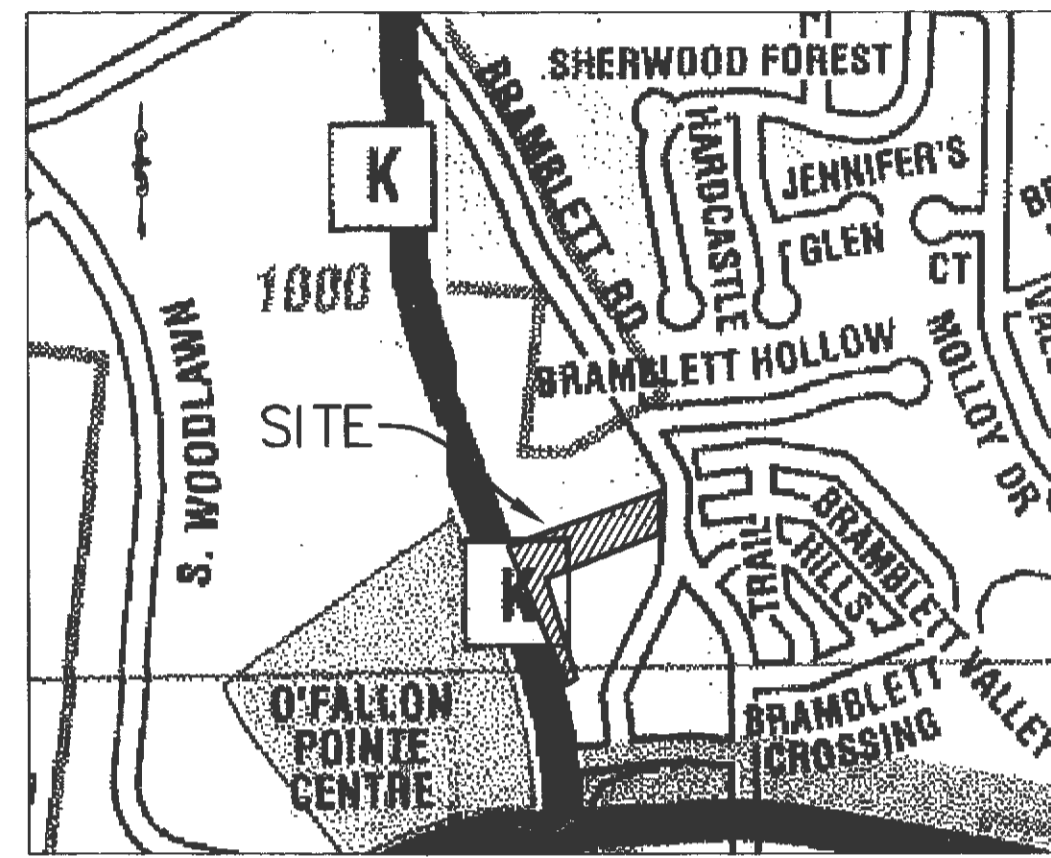 SHERWOOD FOREST
BRAMBLETT RD
HARDCASTLE
JENNIFER'S
GLEN
CT
K
1000
S. WOODLAWN
BRAMBLETT HOLLOW
MOLLOY DR
SITE
K
TRAIL
HILLS
BRAMBLETT VALLEY
O'FALLON
POINTE
CENTRE
BRAMBLETT
CROSSING